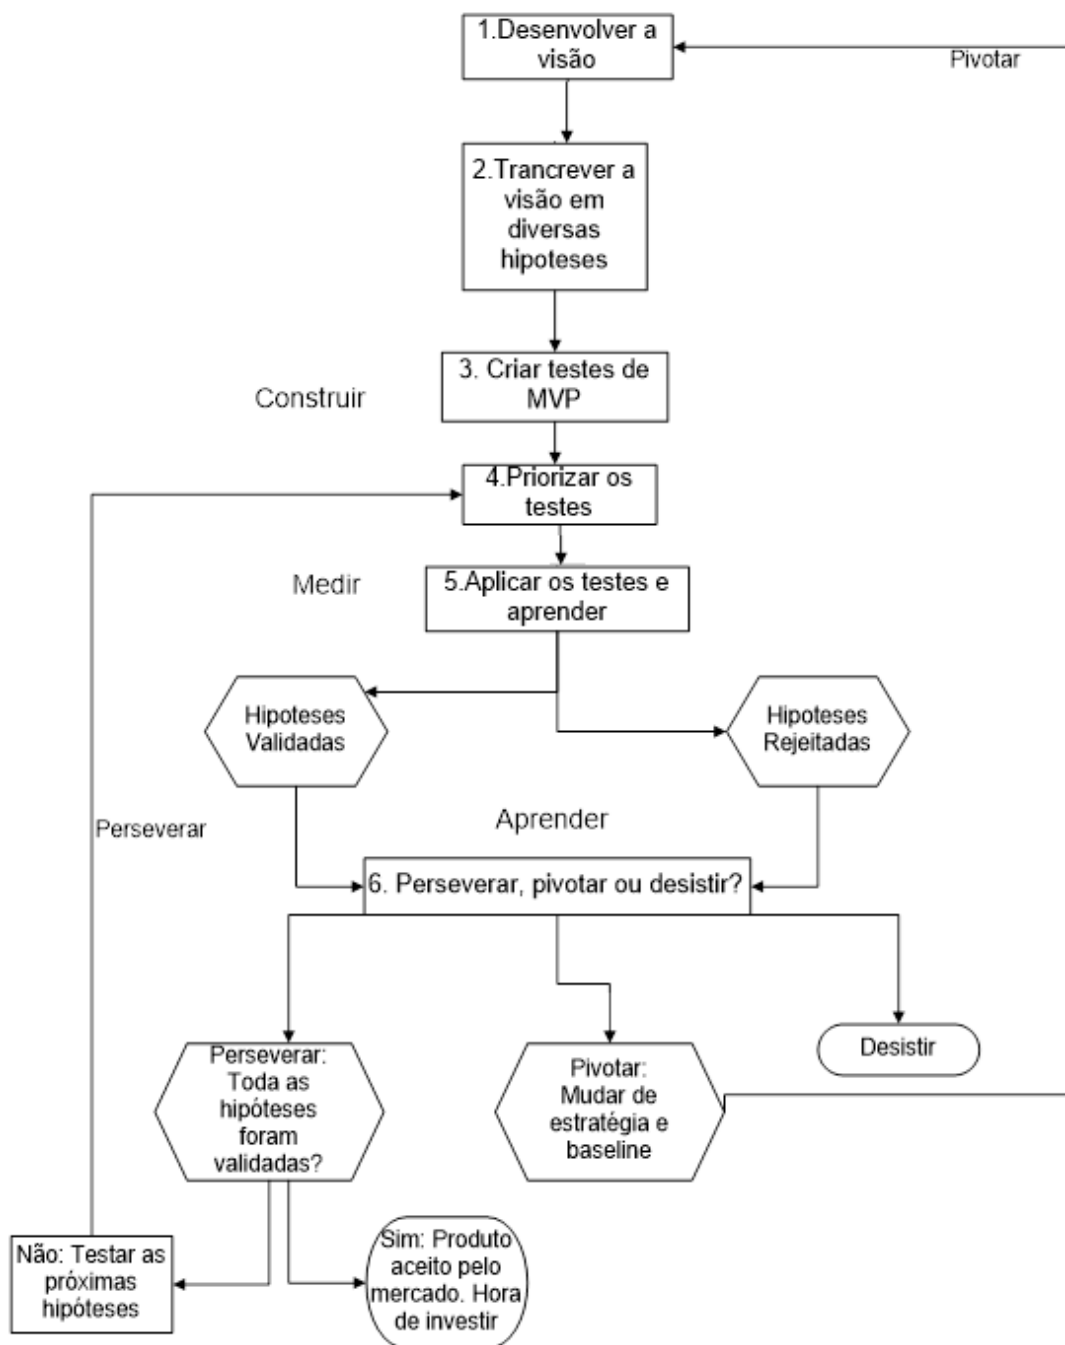 1.Desenvolver a
visão
Pivotar
2.Trancrever a
visão em
diversas
hipoteses
3. Criar testes de
MVP
Construir
4.Priorizar os
testes
Medir
5.Aplicar os testes e
aprender
Hipoteses
Validadas
Hipoteses
Rejeitadas
Perseverar
Aprender
6. Perseverar, pivotar ou desistir?
Perseverar:
Toda as
hipóteses
foram
validadas?
Pivotar:
Mudar de
estratégia e
baseline
Desistir
Não: Testar as
próximas
hipóteses
Sim: Produto
aceito pelo
mercado. Hora
de investir